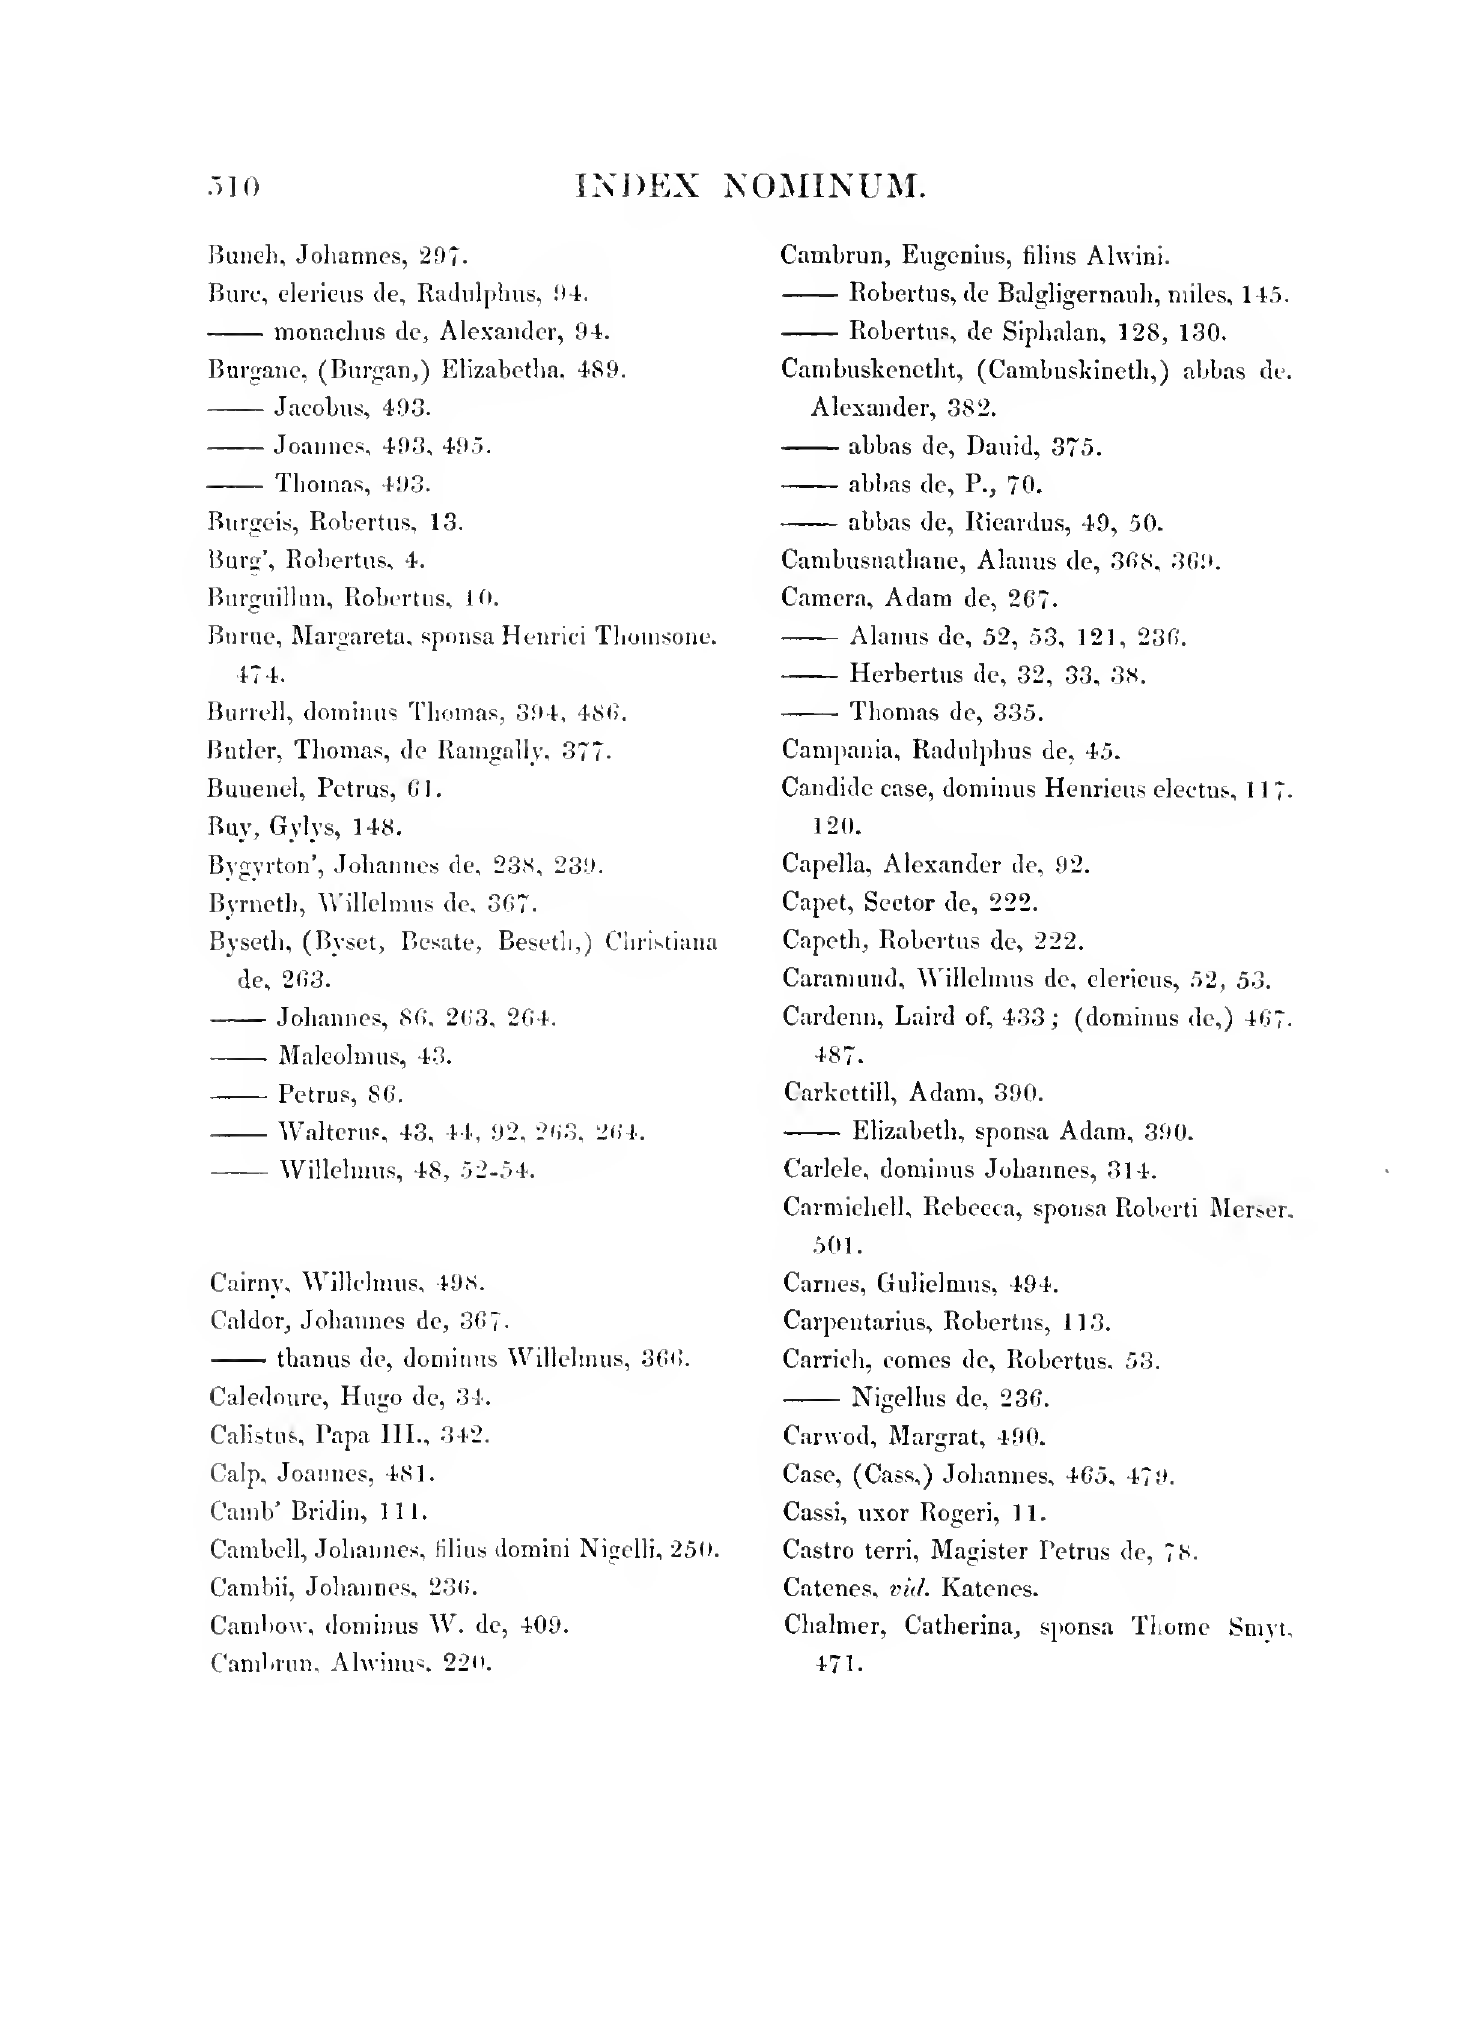 510
INDEX NOMINUM.
Bunch, Johannes, 297.
Burc, clericus de, Radulphus, 94.
—— monachus de, Alexander, 94.
Burgane, (Burgan,) Elizabetha. 489.
—— Jacobus, 493.
—— Joannes, 493, 495.
—— Thomas, 493.
Burgeis, Robertus, 13.
Burg', Robertus, 4.
Burguillun, Robertus, 10.
Burne, Margareta, sponsa Henrici Thomsone.
474.
Burrell, dominus Thomas, 394, 486.
Butler, Thomas, de Ramgally, 377.
Buuenel, Petrus, 61.
Buy, Gylys, 148.
Bygyrton', Johannes de, 238, 239.
Byrneth, Willelmus de, 367.
Byseth, (Byset, Besate, Beseth,) Christiana
de, 263.
—— Johannes, 86, 263, 264.
—— Malcolmus, 43.
—— Petrus, 86.
—— Walterus, 43, 44, 92, 263, 264.
—— Willelmus, 48, 52-54.
Cairny, Willelmus, 498.
Caldor, Johannes de, 367.
—— thanus de, dominus Willelmus, 366.
Caledoure, Hugo de, 34.
Calistus, Papa III., 342.
Calp, Joannes, 481.
Camb' Bridin, 111.
Cambell, Johannes, filius domini Nigelli, 250.
Cambii, Johannes, 236.
Cambow, dominus W. de, 409.
Cambrun, Alwinus. 220.
Cambrun, Eugenius, filius Alwini.
—— Robertus, de Balgligernauh, miles, 145.
—— Robertus, de Siphalan, 128, 130.
Cambuskenetht, (Cambuskineth,) abbas de.
Alexander, 382.
—— abbas de, Dauid, 375.
—— abbas de, P., 70.
—— abbas de, Ricardus, 49, 50.
Cambusnathane, Alanus de, 368, 369.
Camera, Adam de, 267.
—— Alanus de, 52, 53, 121, 236.
—— Herbertus de, 32, 33, 38.
—— Thomas de, 335.
Campania, Radulphus de, 45.
Candide case, dominus Henricus electus, 117.
120.
Capella, Alexander de, 92.
Capet, Sector de, 222.
Capeth, Robertus de, 222.
Caramund, Willelmus de, clericus, 52, 53.
Cardenn, Laird of, 433; (dominus de,) 467.
487.
Carkettill, Adam, 390.
—— Elizabeth, sponsa Adam, 390.
Carlele, dominus Johannes, 314.
Carmichell, Rebecca, sponsa Roberti Merser.
501.
Carnes, Gulielmus, 494.
Carpentarius, Robertus, 113.
Carrich, comes de, Robertus. 53.
—— Nigellus de, 236.
Carwod, Margrat, 490.
Case, (Cass,) Johannes, 465, 479.
Cassi, uxor Rogeri, 11.
Castro terri, Magister Petrus de, 78.
Catenes, vid. Katenes.
Chalmer, Catherina, sponsa Thome Smyt,
471.